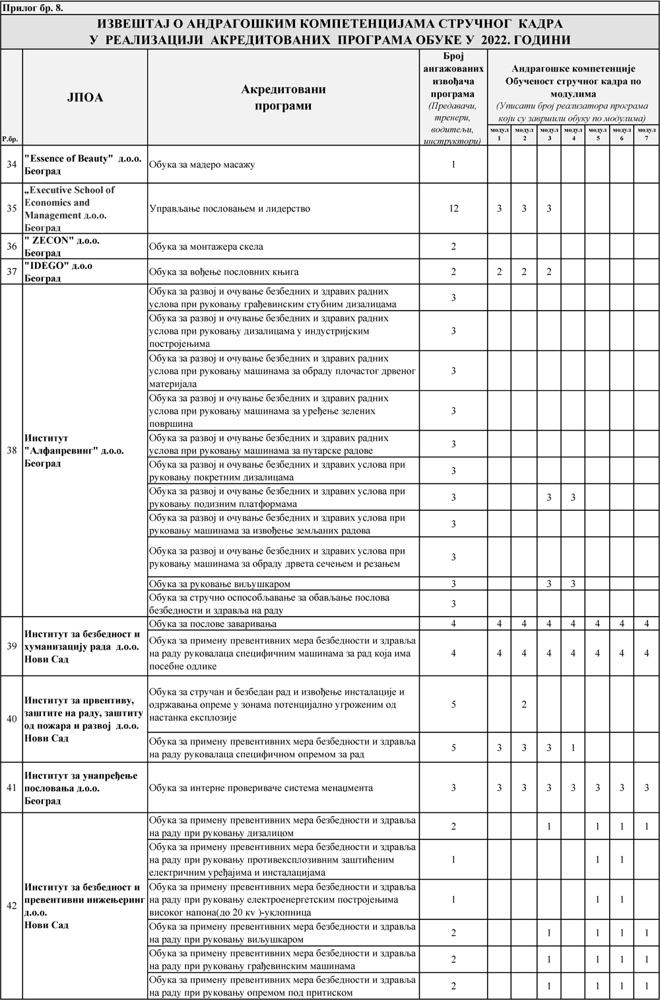 Прилог бр. 8.
ИЗВЕШТАЈ О АНДРАГОШКИМ КОМПЕТЕНЦИЈАМА СТРУЧНОГ КАДРА
У РЕАЛИЗАЦИЈИ АКРЕДИТОВАНИХ ПРОГРАМА ОБУКЕ У 2022. ГОДИНИ
Р.бр.
ЈПОА
Акредитовани
програми
Број
ангажованих
извођача
програма
(Предавачи,
тренери,
водитељи,
инструктори)
Андрагошке компетенције
Обученост стручног кадра по
модулима
(Уписати број реализатора програма
који су завршили обуку по модулима)
модул 1 модул 2 модул 3 модул 4 модул 5 модул 6 модул 7
34
"Essence of Beauty" д.о.о.
Београд
Обука за мадеро масажу
1
35
„Executive School of
Economics and
Management д.о.о.
Београд
Управљање пословањем и лидерство
12 3 3 3
36
" ZECON" д.о.о.
Београд
Обука за монтажера скела
2
37
"IDEGO" д.о.о
Београд
Обука за вођење пословних књига
2 2 2 2
38
Институт
"Алфапревинг" д.о.о.
Београд
Обука за развој и очување безбедних и здравих радних
услова при руковању грађевинским стубним дизалицама
3
Обука за развој и очување безбедних и здравих радних
услова при руковању дизалицама у индустријским
постројењима
3
Обука за развој и очување безбедних и здравих радних
услова при руковању машинама за обраду плочастог дрвеног
материјала
3
Обука за развој и очување безбедних и здравих радних
услова при руковању машинама за уређење зелених
површина
3
Обука за развој и очување безбедних и здравих радних
услова при руковању машинама за путарске радове
3
Обука за развој и очување безбедних и здравих услова при
руковању покретним дизалицама
3
Обука за развој и очување безбедних и здравих услова при
руковању подизним платформама
3 3 3
Обука за развој и очување безбедних и здравих услова при
руковању машинама за извођење земљаних радова
3
Обука за развој и очување безбедних и здравих услова при
руковању машинама за обраду дрвета сечењем и резањем
3
Обука за руковање виљушкаром
3 3 3
Обука за стручно оспособљавање за обављање послова
безбедности и здравља на раду
3
39
Институт за безбедност и
хуманизацију рада д.о.о.
Нови Сад
Обука за послове заваривања
4 4 4 4 4 4 4 4
Обука за примену превентивних мера безбедности и здравља
на раду руковалаца специфичним машинама за рад која има
посебне одлике
4 4 4 4 4 4 4 4
40
Институт за првентиву,
заштите на раду, заштиту
од пожара и развој д.о.о.
Нови Сад
Обука за стручан и безбедан рад и извођење инсталације и
одржавања опреме у зонама потенцијално угроженим од
настанка експлозије
5 2
Обука за примену превентивних мера безбедности и здравља
на раду руковалаца специфичном опремом за рад
5 3 3 3 1
41
Институт за унапређење
пословања д.о.о.
Београд
Обука за интерне провериваче система менаџмента
3 3 3 3 3 3 3 3
42
Институт за безбедност и
превентивни инжењеринг
д.о.о.
Нови Сад
Обука за примену превентивних мера безбедности и здравља
на раду при руковању дизалицом
2 1 1 1 1
Обука за примену превентивних мера безбедности и здравља
на раду при руковању противексплозивним заштићеним
електричним уређајима и инсталацијама
1 1 1
Обука за примену превентивних мера безбедности и здравља
на раду при руковању електроенергетским постројењима
високог напона(до 20 кv )-уклопница
1 1 1
Обука за примену превентивних мера безбедности и здравља
на раду при руковању виљушкаром
2 1 1 1 1
Обука за примену превентивних мера безбедности и здравља
на раду при руковању грађевинским машинама
2 1 1 1 1
Обука за примену превентивних мера безбедности и здравља
на раду при руковању опремом под притиском
2 1 1 1 1